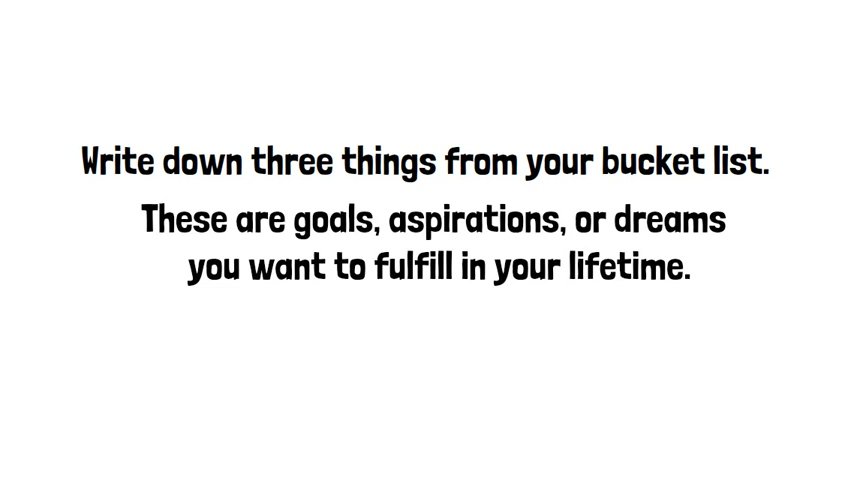 Write down three things from your bucket list.
These are goals, aspirations, or dreams
you want to fulfill in your lifetime.